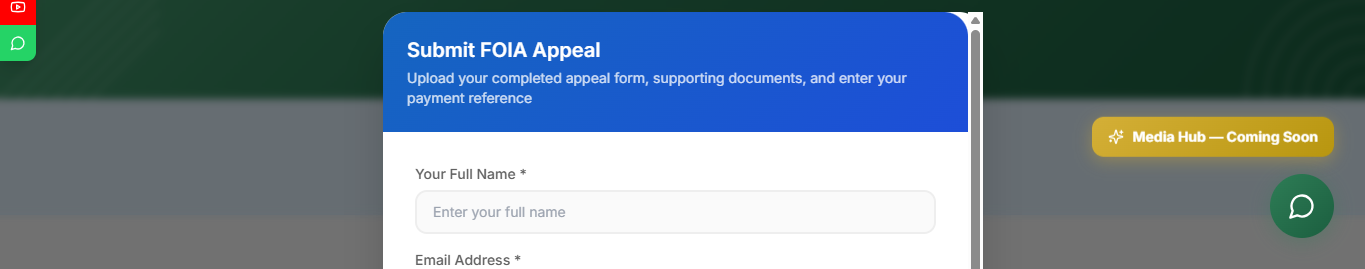 Submit FOIA Appeal
Upload your completed appeal form, supporting documents, and enter your
payment reference
Media Hub — Coming Soon
Your Full Name *
Enter your full name
Email Address *